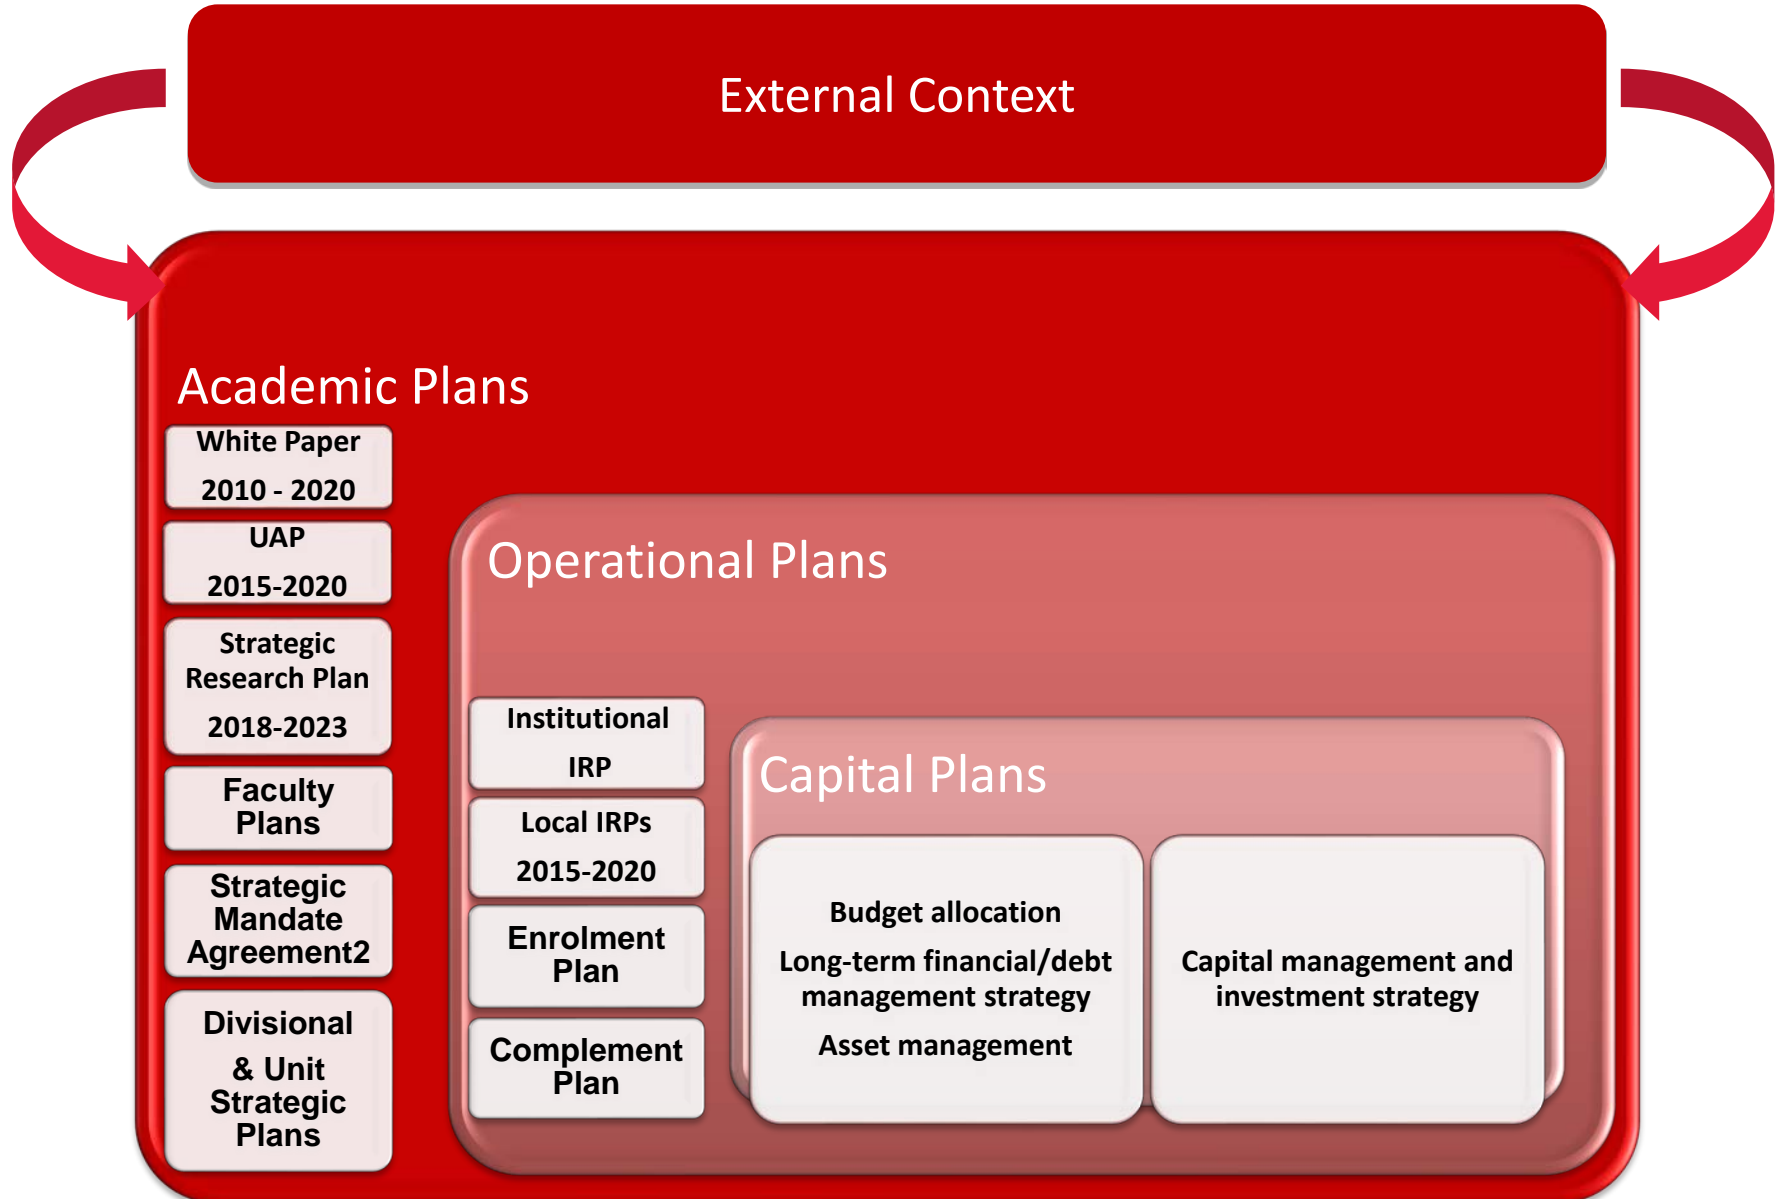 External Context
Academic Plans
White Paper
2010 - 2020
UAP
2015-2020
Strategic
Research Plan
2018-2023
Faculty
Plans
Strategic
Mandate
Agreement2
Divisional
& Unit
Strategic
Plans
Operational Plans
Institutional
IRP
Local IRPs
2015-2020
Enrolment
Plan
Complement
Plan
Capital Plans
Budget allocation
Long-term financial/debt
management strategy
Asset management
Capital management and
investment strategy